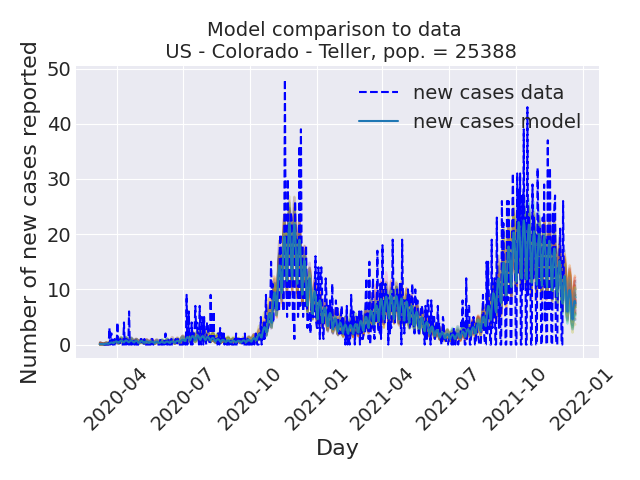 Model comparison to data
US - Colorado - Teller, pop. = 25388
Number of new cases reported
50
40
30
20
10
0
new cases data
new cases model
2020-04
2020-07
2020-10
2021-01
2021-04
2021-07
2021-10
2022-01
Day